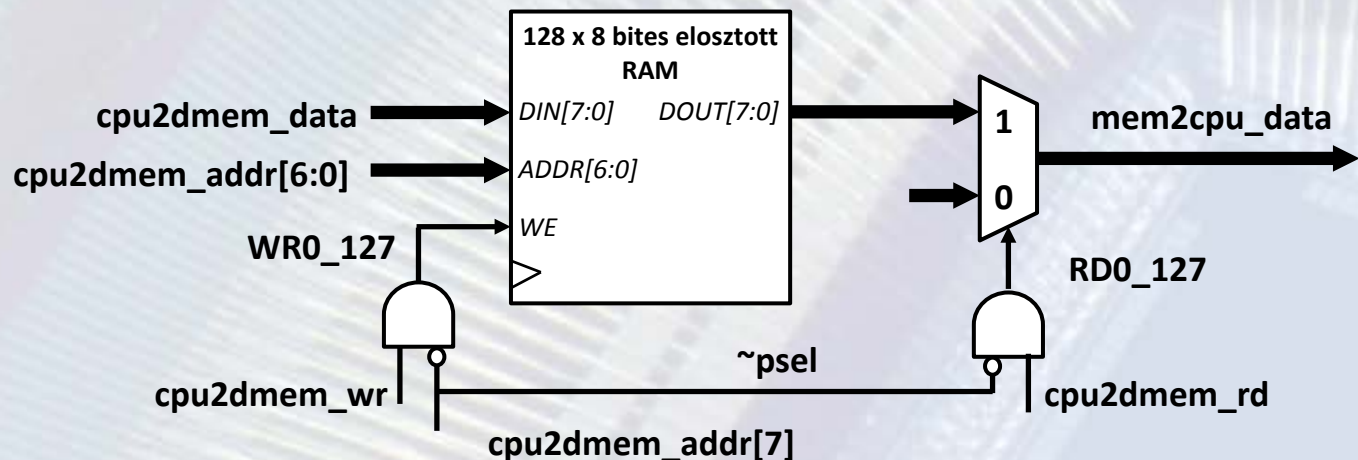 128 x 8 bites elosztott
RAM
cpu2dmem_data
DIN[7:0]
DOUT[7:0]
1
mem2cpu_data
cpu2dmem_addr[6:0]
ADDR[6:0]
0
WE
WR0_127
RD0_127
~psel
cpu2dmem_wr
cpu2dmem_rd
cpu2dmem_addr[7]